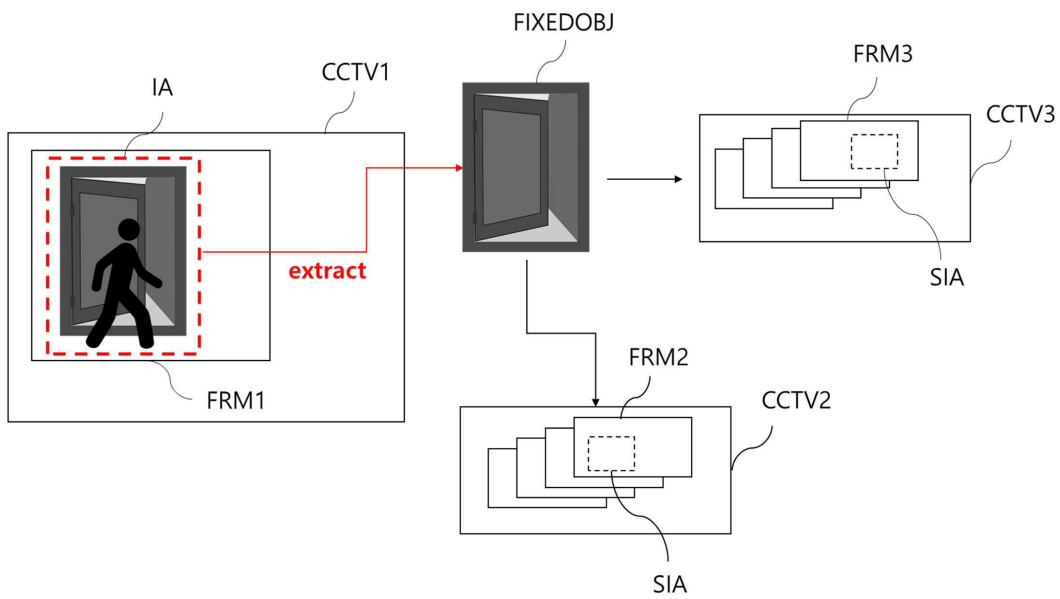 FIXEDOBJ
CCTV1
FRM3
IA
CCTV3
extract
SIA
FRM2
FRM1
CCTV2
SIA